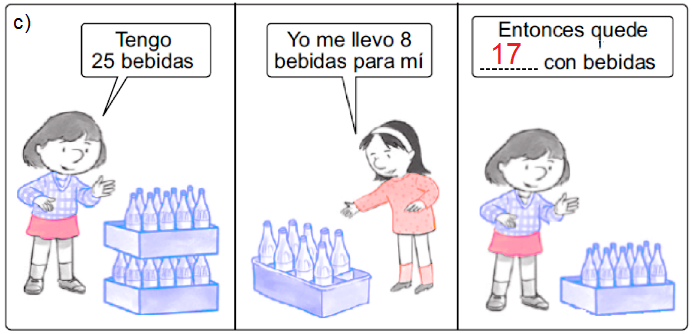 c)
Tengo
25 bebidas
Yo me llevo 8
bebidas para mí
Entonces quede
17 con bebidas